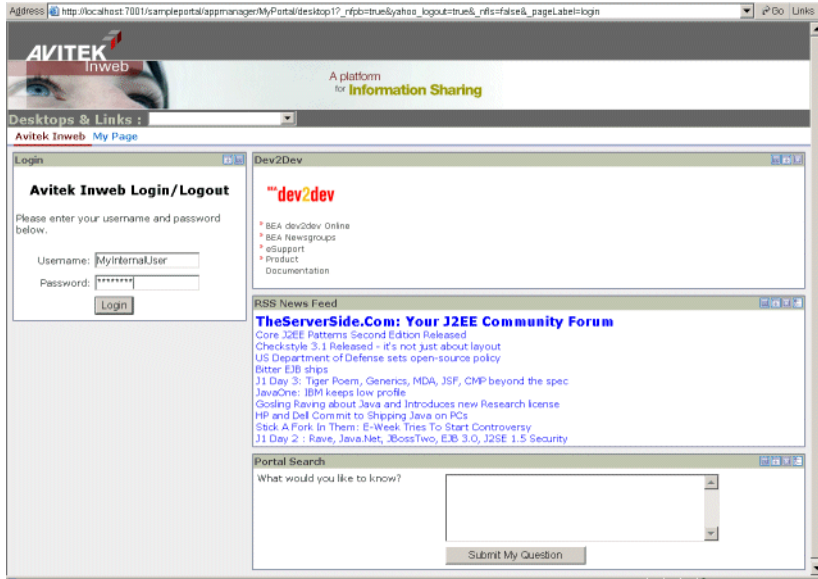 Address http://localhost:7001/sampleportal/appmanager/MyPortal/desktop1?_nfpb=true&yahoo_logout=true&_nfls=false&_pageLabel=login Go Links
AVITEK
Inweb
A platform
for Information Sharing
Desktops & Links :
Avitek Inweb My Page
Login
Avitek Inweb Login/Logout
Please enter your username and password
below.
Username: MyInternalUser
Password: ********
Login
Dev2Dev
bea dev2dev
BEA dev2dev Online
BEA Newsgroups
eSupport
Product
Documentation
RSS News Feed
TheServerSide.Com: Your J2EE Community Forum
Core J2EE Patterns Second Edition Released
Checkstyle 3.1 Released - it's not just about layout
US Department of Defense sets open-source policy
Bitter EJB ships
J1 Day 3: Tiger Poem, Generics, MDA, JSF, CMP beyond the spec
JavaOne: IBM keeps low profile
Gosling Raving about Java and Introduces new Research license
HP and Dell Commit to Shipping Java on PCs
Stick A Fork In Them: E-Week Tries To Start Controversy
J1 Day 2 : Rave, Java.Net, JBossTwo, EJB 3.0, J2SE 1.5 Security
Portal Search
What would you like to know?
Submit My Question